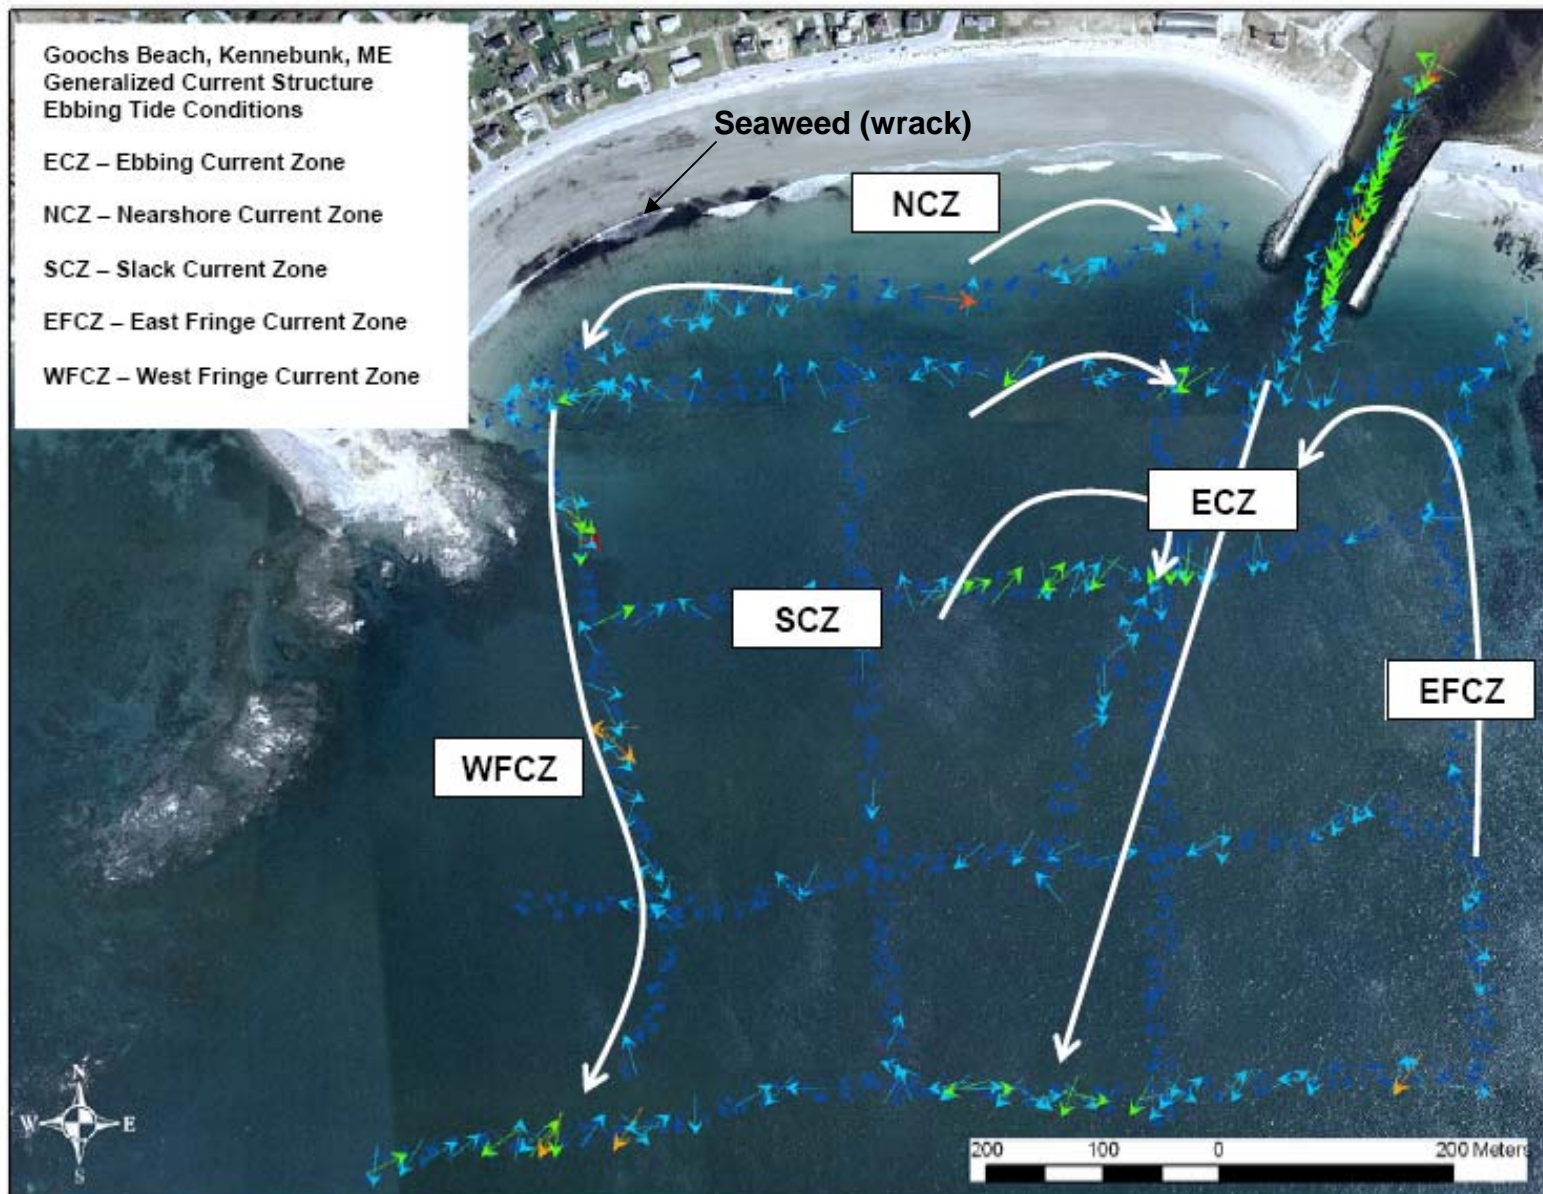 Goochs Beach, Kennebunk, ME
Generalized Current Structure
Ebbing Tide Conditions
ECZ – Ebbing Current Zone
NCZ – Nearshore Current Zone
SCZ – Slack Current Zone
EFCZ – East Fringe Current Zone
WFCZ – West Fringe Current Zone
Seaweed (wrack)
NCZ
ECZ
SCZ
EFCZ
WFCZ
N
W E
S
200 100 0 200 Meters